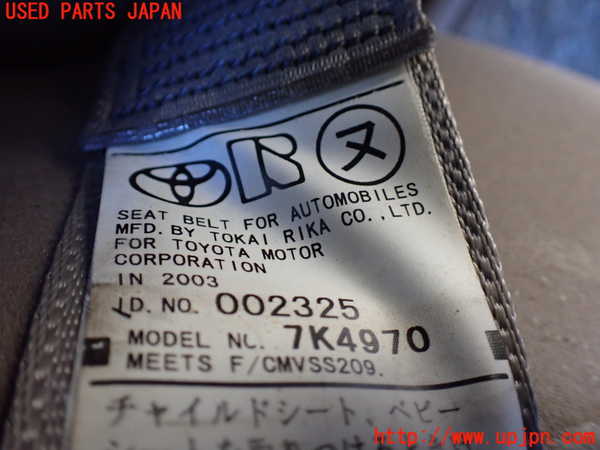 USED PARTS JAPAN
ヌ
SEAT BELT FOR AUTOMOBILES
MFD. BY TOKAI RIKA CO.,LTD.
FOR TOYOTA MOTOR
CORPORATION
IN 2003
I.D. NO. 002325
MODEL NO. 7K4970
MEETS F/CMVSS209.
チャイルドシート、ベビー
http://www.upjpn.com